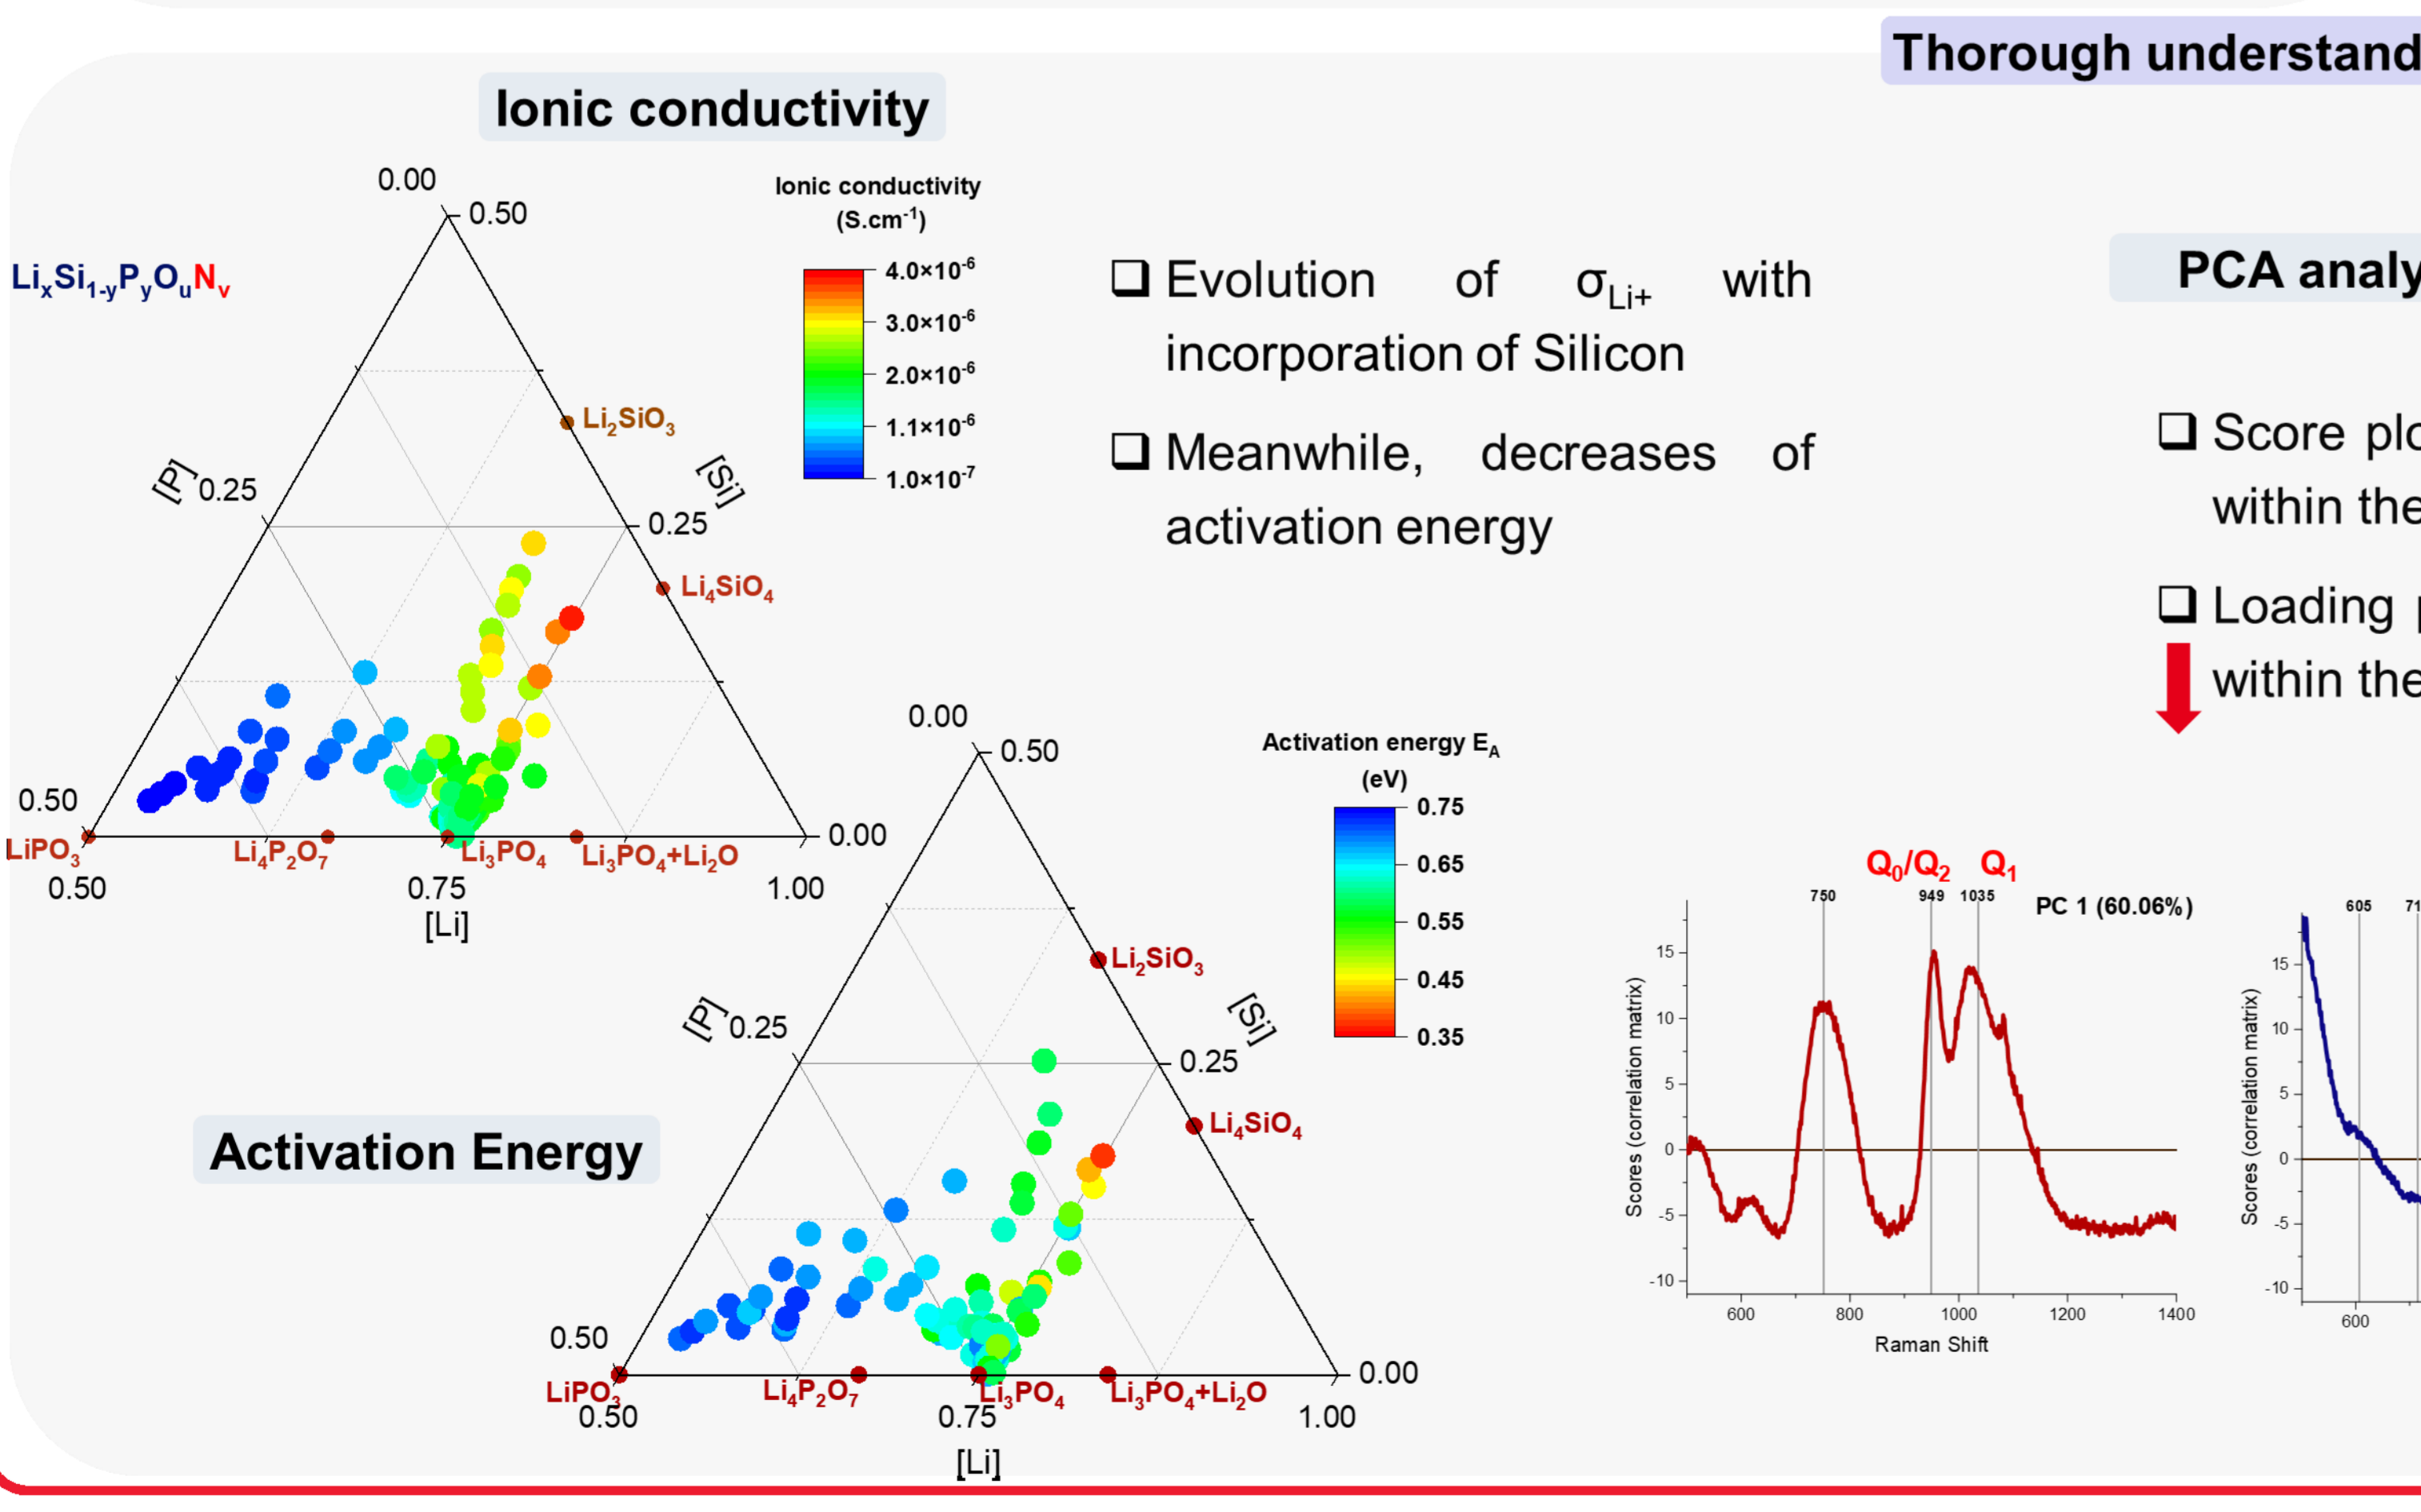 Thorough understand
Ionic conductivity
0.00
0.50
Ionic conductivity
(S.cm⁻¹)
4.0×10⁻⁶
3.0×10⁻⁶
2.0×10⁻⁶
1.1×10⁻⁶
1.0×10⁻⁷
LiₓSi₁₋yPyOᵤNᵥ
Li₂SiO₃
[P]
0.25
[Si]
0.25
Li₄SiO₄
0.50
0.00
LiPO₃
Li₄P₂O₇
Li₃PO₄
Li₃PO₄+Li₂O
0.50
0.75
1.00
[Li]
❑ Evolution of σLi+ with
incorporation of Silicon
❑ Meanwhile, decreases of
activation energy
PCA analy
❑ Score plo
within the
❑ Loading p
within the
Activation Energy
0.00
0.50
Activation energy EA
(eV)
0.75
0.65
0.55
0.45
0.35
Li₂SiO₃
[P]
0.25
[Si]
0.25
Li₄SiO₄
0.50
0.00
LiPO₃
Li₄P₂O₇
Li₃PO₄
Li₃PO₄+Li₂O
0.50
0.75
1.00
[Li]
Q₀/Q₂ Q₁
750 949 1035
PC 1 (60.06%)
Scores (correlation matrix)
15
10
5
0
-5
-10
600 800 1000 1200 1400
Raman Shift
605 71
Scores (correlation matrix)
15
10
5
0
-5
-10
600